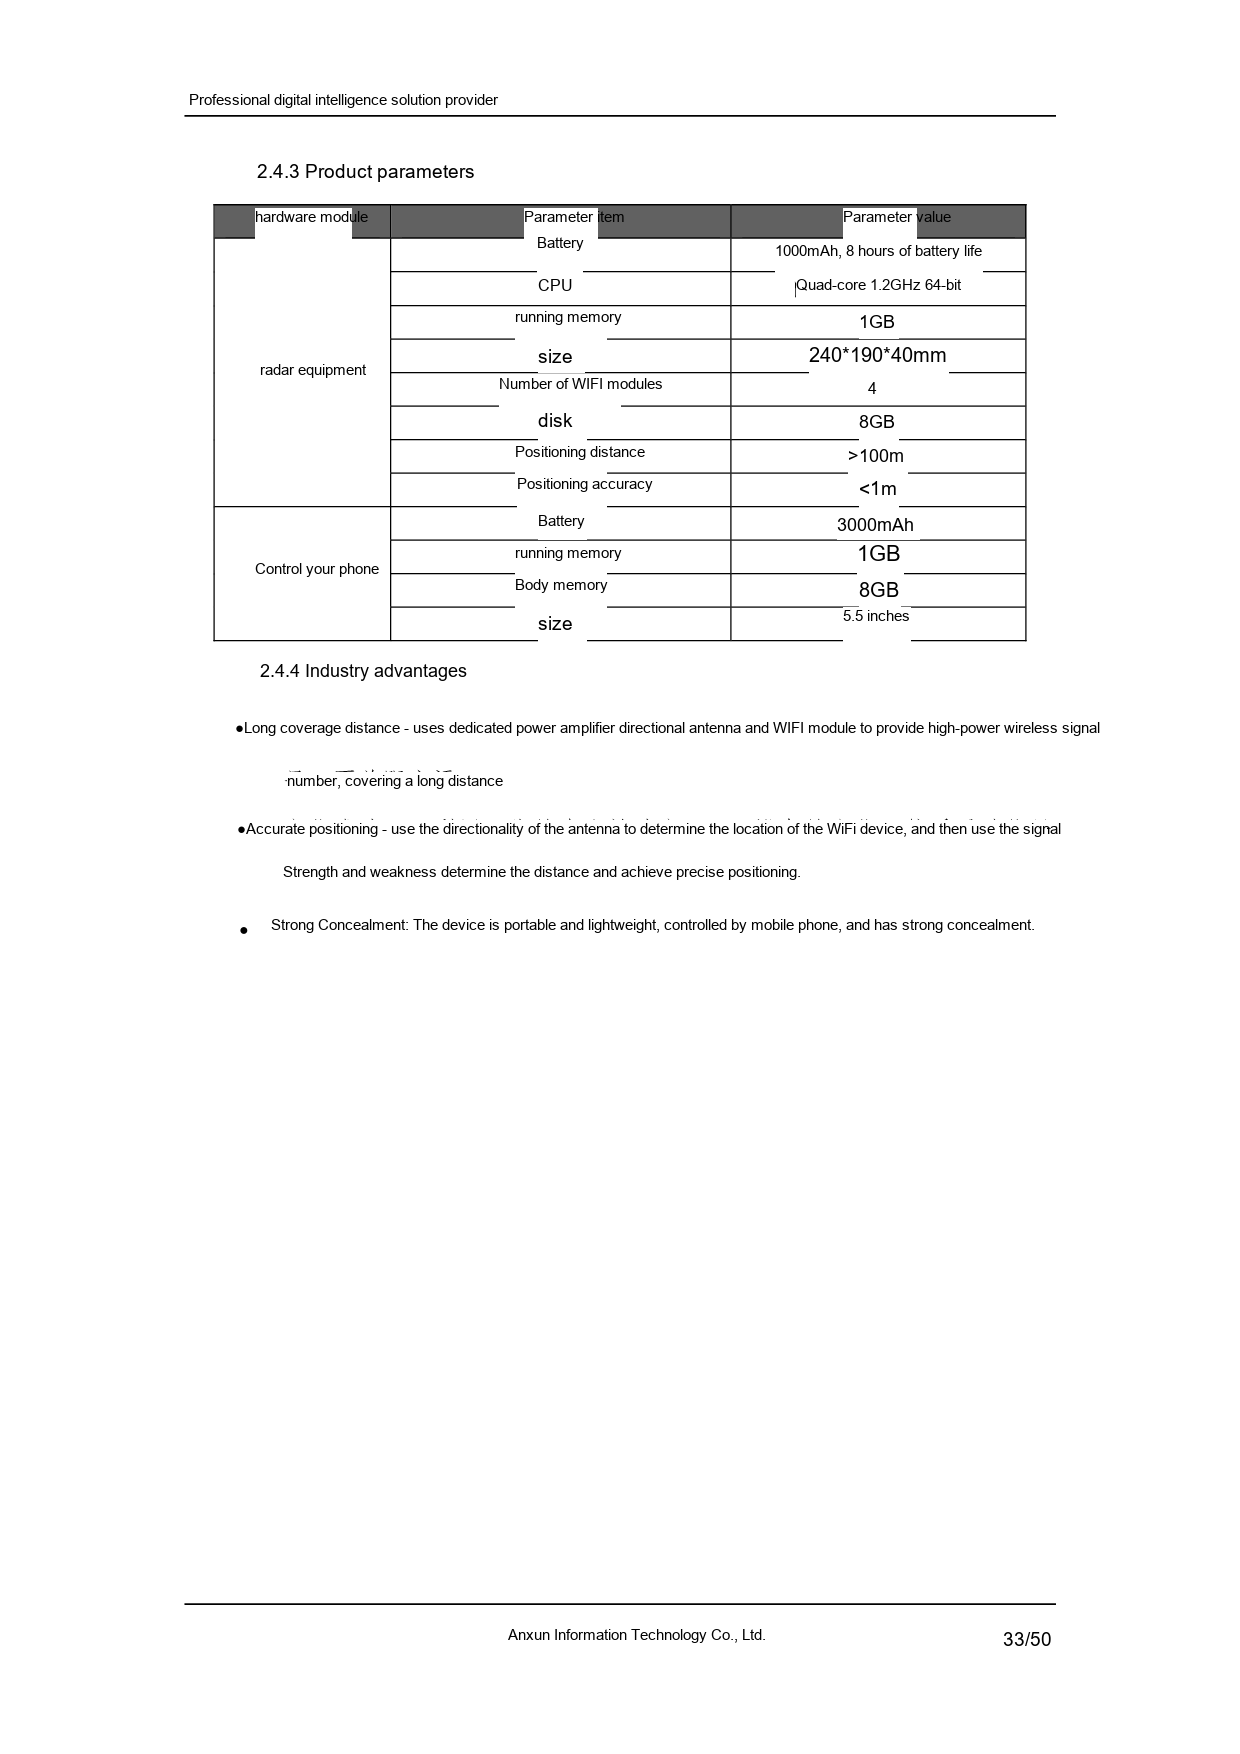 Professional digital intelligence solution provider
2.4.3 Product parameters
hardware module Parameter item Parameter value
Battery 1000mAh, 8 hours of battery life
CPU Quad-core 1.2GHz 64-bit
running memory 1GB
size 240*190*40mm
radar equipment
Number of WIFI modules 4
disk 8GB
Positioning distance >100m
Positioning accuracy <1m
Battery 3000mAh
running memory 1GB
Control your phone
Body memory 8GB
size 5.5 inches
2.4.4 Industry advantages
●Long coverage distance - uses dedicated power amplifier directional antenna and WIFI module to provide high-power wireless signal
number, covering a long distance
●Accurate positioning - use the directionality of the antenna to determine the location of the WiFi device, and then use the signal
Strength and weakness determine the distance and achieve precise positioning.
● Strong Concealment: The device is portable and lightweight, controlled by mobile phone, and has strong concealment.
Anxun Information Technology Co., Ltd. 33/50